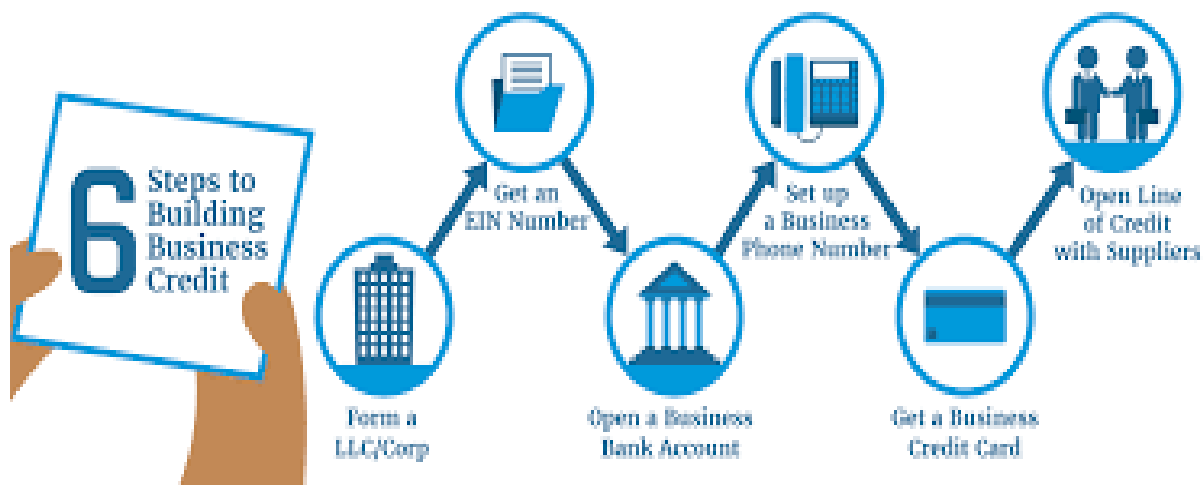 6
Steps to
Building
Business
Credit
Form a
LLC/Corp
Get an
EIN Number
Open a Business
Bank Account
Set up
a Business
Phone Number
Get a Business
Credit Card
Open Line
of Credit
with Suppliers